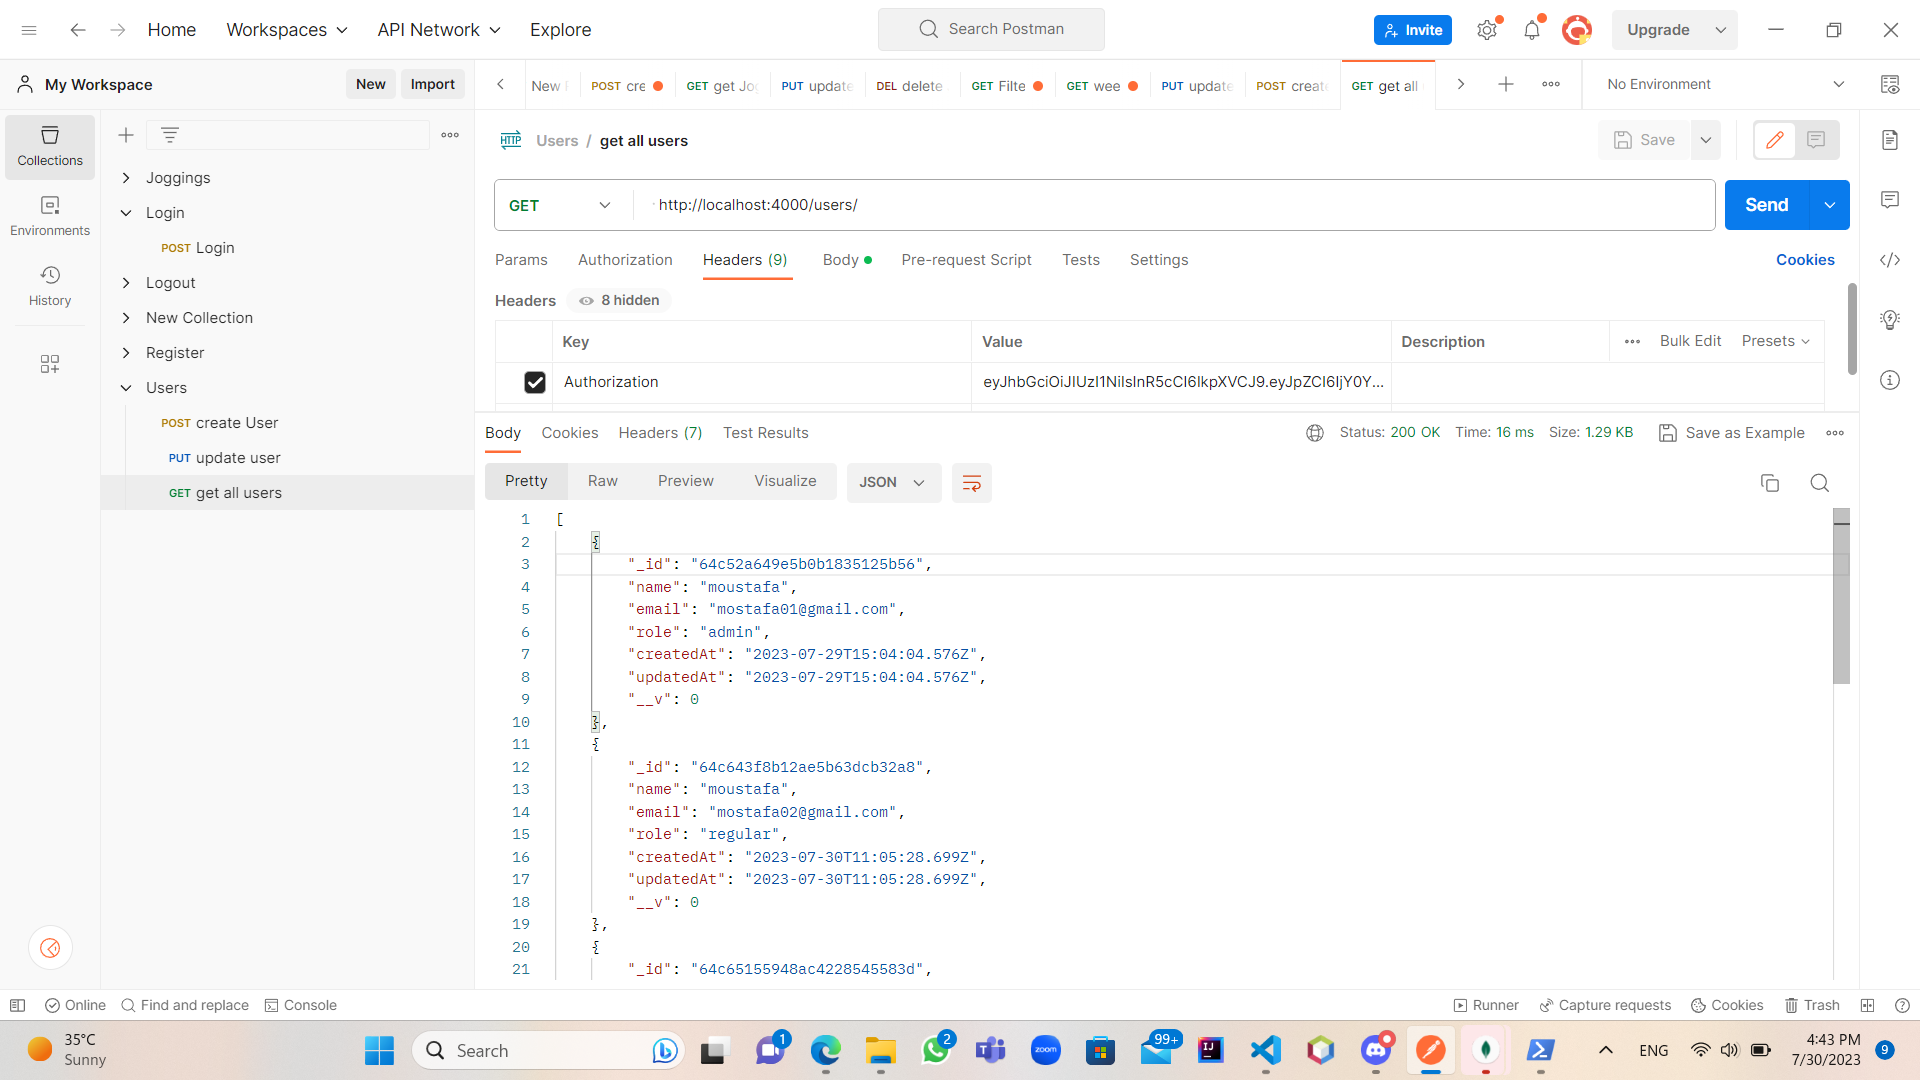 Home
Workspaces
API Network
Explore
Search Postman
Invite
Upgrade
My Workspace
New
Import
New
POST cre
GET get Jo
PUT update
DEL delete
GET Filte
GET wee
PUT update
POST create
GET get all
No Environment
Collections
Environments
History
Joggings
Login
POST Login
Logout
New Collection
Register
Users
POST create User
PUT update user
GET get all users
HTTP Users / get all users
Save
GET
http://localhost:4000/users/
Send
Params
Authorization
Headers (9)
Body
Pre-request Script
Tests
Settings
Cookies
Headers
8 hidden
Key
Value
Description
Bulk Edit
Presets
Authorization
eyJhbGciOiJIUzI1NiIsInR5cCI6IkpXVCJ9.eyJpZCI6IjY0Y...
Body
Cookies
Headers (7)
Test Results
Status: 200 OK
Time: 16 ms
Size: 1.29 KB
Save as Example
Pretty
Raw
Preview
Visualize
JSON
1 [
2 {
3 "_id": "64c52a649e5b0b1835125b56",
4 "name": "moustafa",
5 "email": "mostafa01@gmail.com",
6 "role": "admin",
7 "createdAt": "2023-07-29T15:04:04.576Z",
8 "updatedAt": "2023-07-29T15:04:04.576Z",
9 "__v": 0
10 },
11 {
12 "_id": "64c643f8b12ae5b63dcb32a8",
13 "name": "moustafa",
14 "email": "mostafa02@gmail.com",
15 "role": "regular",
16 "createdAt": "2023-07-30T11:05:28.699Z",
17 "updatedAt": "2023-07-30T11:05:28.699Z",
18 "__v": 0
19 },
20 {
21 "_id": "64c65155948ac4228545583d",
Online
Find and replace
Console
Runner
Capture requests
Cookies
Trash
35°C
Sunny
Search
1
2
zoom
99+
IJ
ENG
4:43 PM
7/30/2023
9